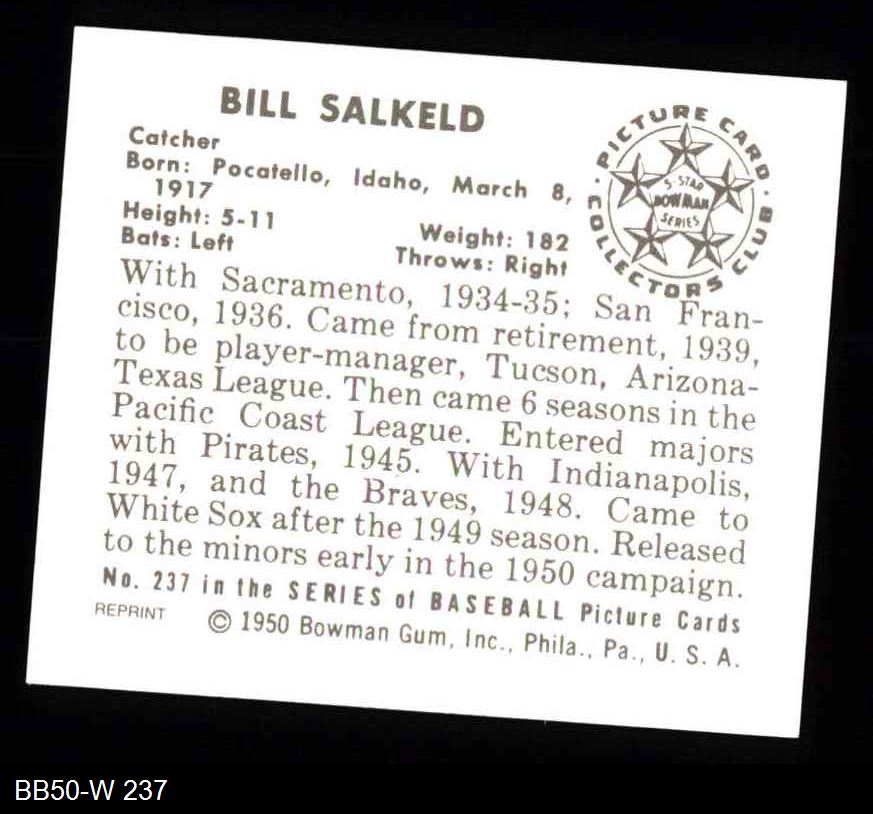 BILL SALKELD
Catcher
Born: Pocatello, Idaho, March 8,
1917
Height: 5-11
Weight: 182
Bats: Left
Throws: Right
PICTURE CARD COLLECTORS CLUB
5-STAR
BOWMAN
SERIES
With Sacramento, 1934-35; San Fran-
cisco, 1936. Came from retirement, 1939,
to be player-manager, Tucson, Arizona-
Texas League. Then came 6 seasons in the
Pacific Coast League. Entered majors
with Pirates, 1945. With Indianapolis,
1947, and the Braves, 1948. Came to
White Sox after the 1949 season. Released
to the minors early in the 1950 campaign.
No. 237 in the SERIES of BASEBALL Picture Cards
REPRINT
© 1950 Bowman Gum, Inc., Phila., Pa., U. S. A.
BB50-W 237